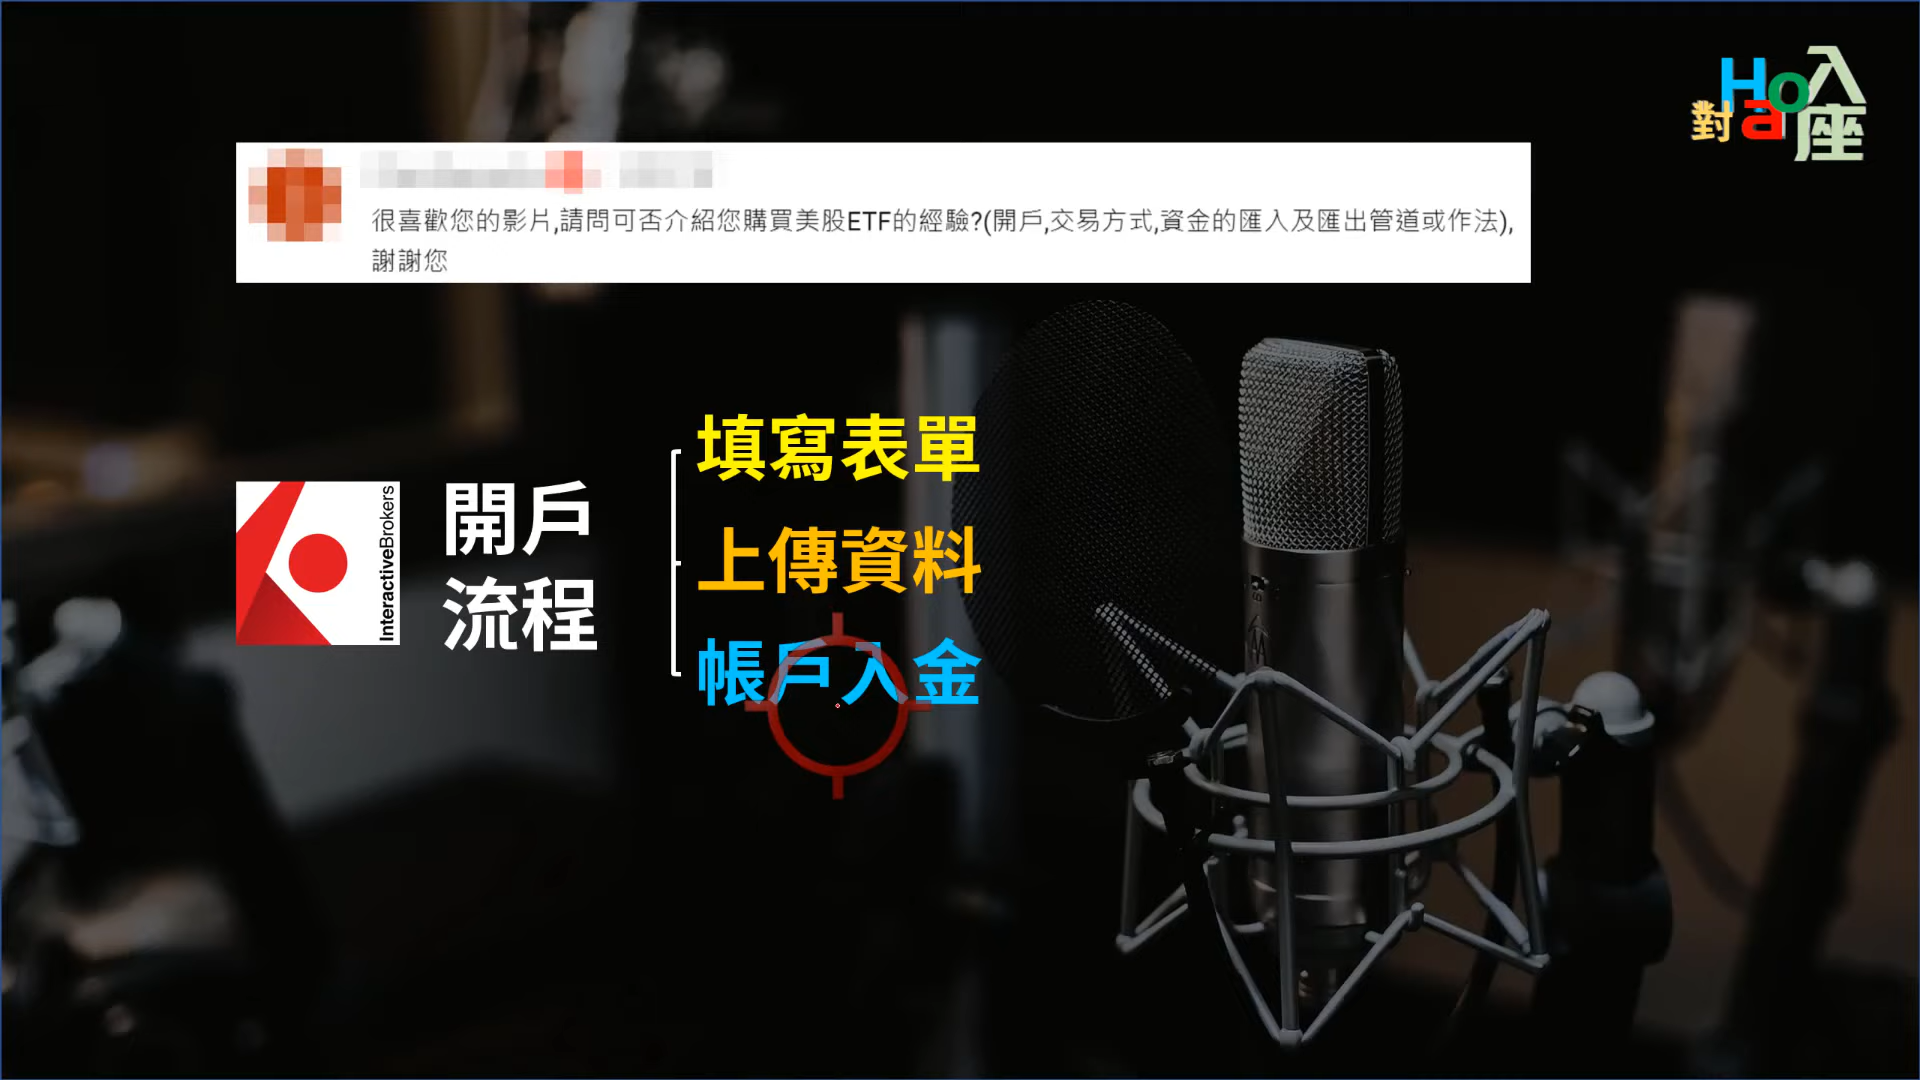 對Hao入座
很喜歡您的影片,請問可否介紹您購買美股ETF的經驗?(開戶,交易方式,資金的匯入及匯出管道或作法),
謝謝您
InteractiveBrokers
開戶
流程
填寫表單
上傳資料
帳戶入金